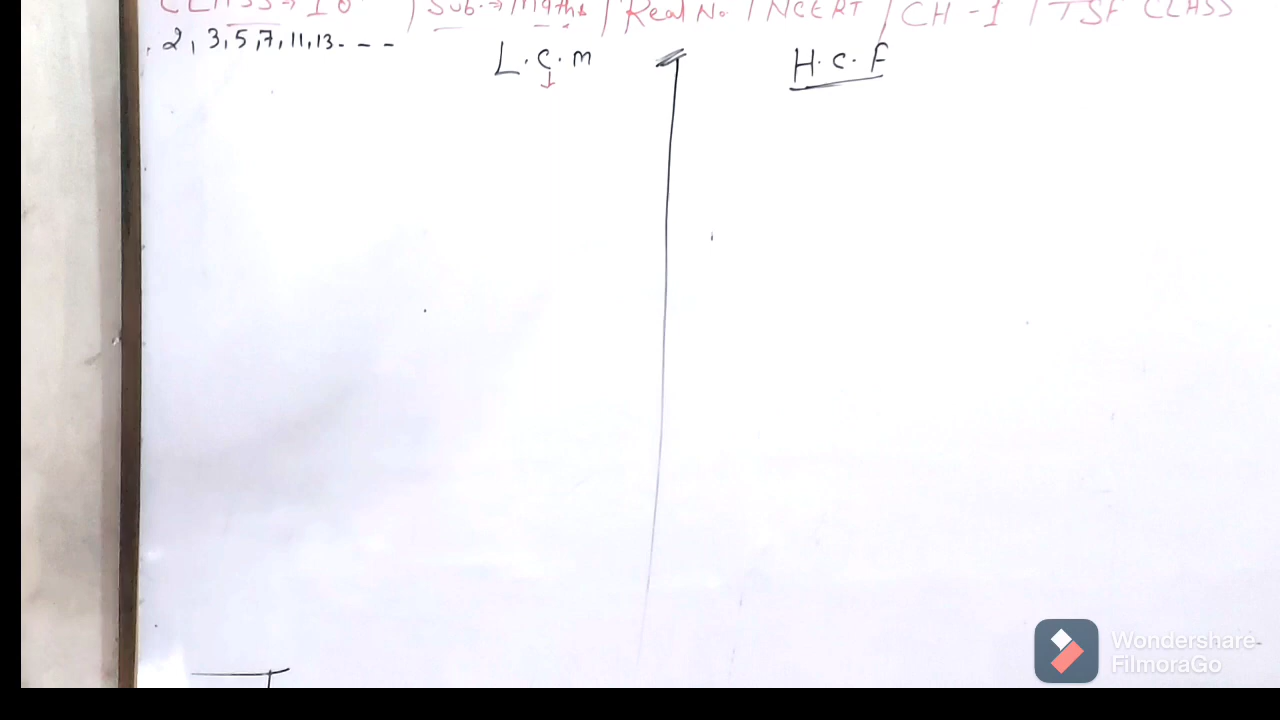 CLASS → 10 / Sub. → Maths / Real No / NCERT / CH - 1 / TSF CLASS
, 2, 3, 5, 7, 11, 13 - - -
L.C.M
H.C.F
Wondershare
FilmoraGo